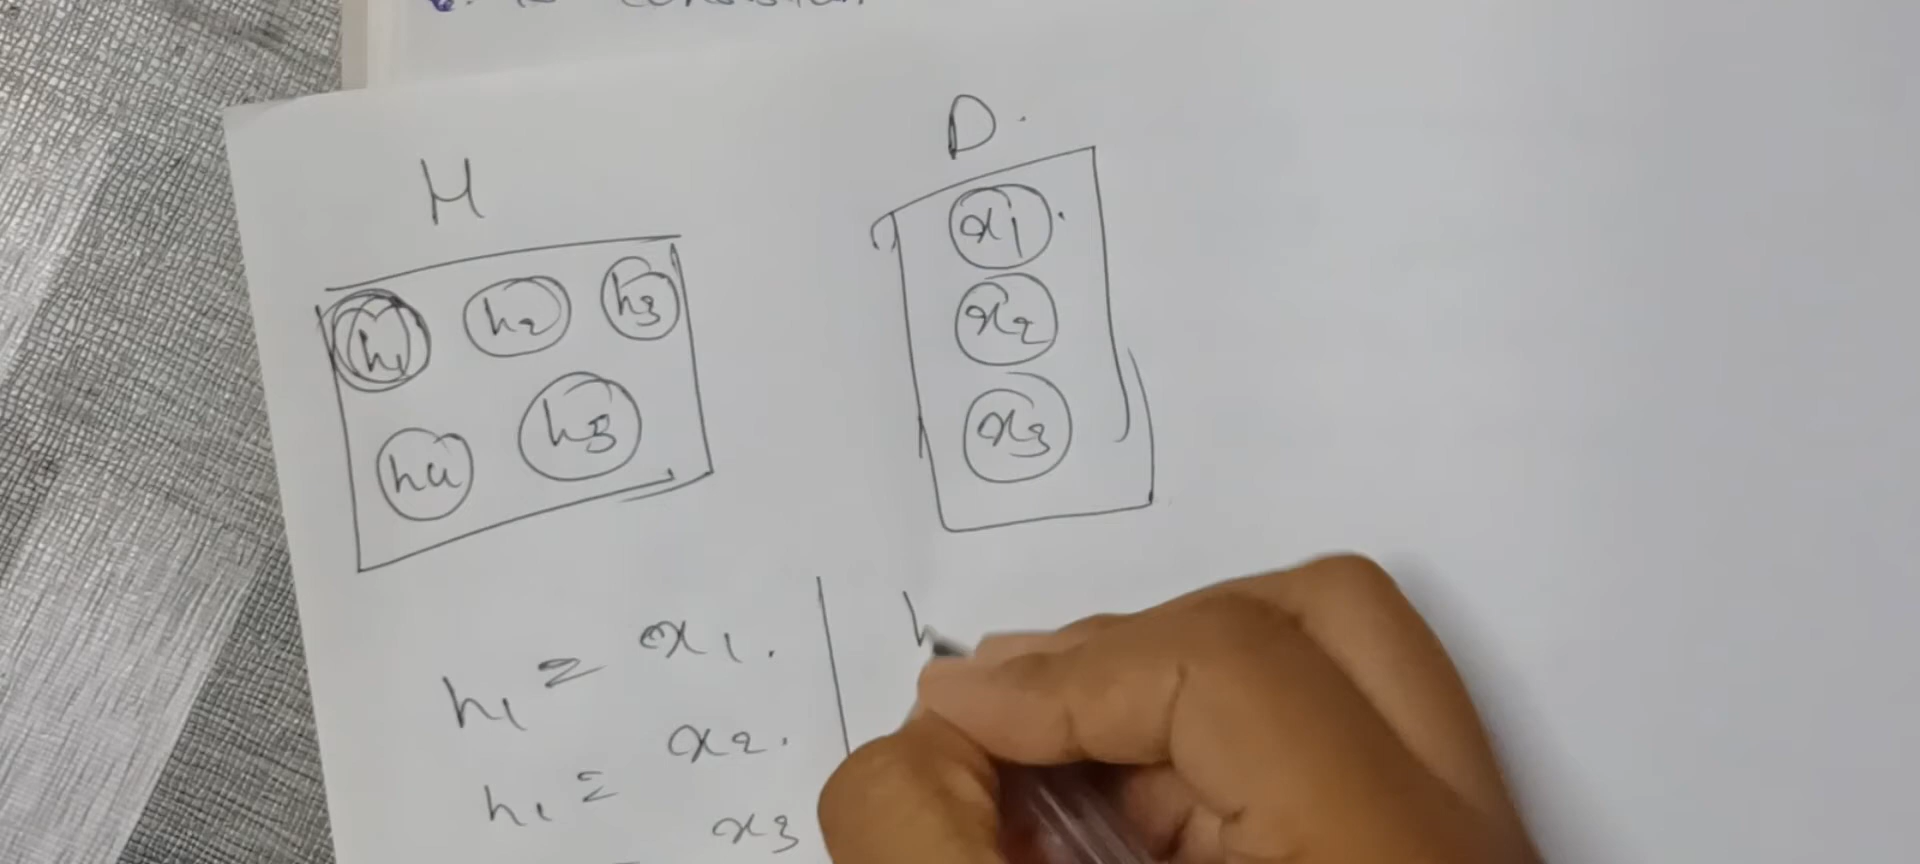 M
D.
h1 h2 h3
h4 h5
x1
x2
x3
h1 = x1.
h1 = x2.
x3
h